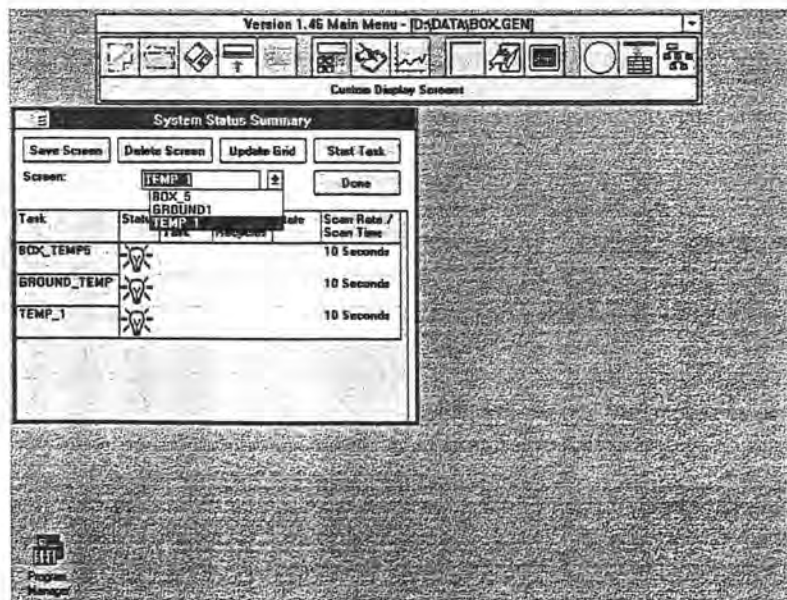 Version 1.46 Main Menu - [D:\DATA\BOX.GEN]
Custom Display Screens
System Status Summary
Save Screen Delete Screen Update Grid Start Task
Screen: TEMP_1 Done
BOX_5
GROUND1
TEMP_1
Task Scan Rate /
Task Scan Time
BOX_TEMP5 10 Seconds
GROUND_TEMP 10 Seconds
TEMP_1 10 Seconds
Program
Manager